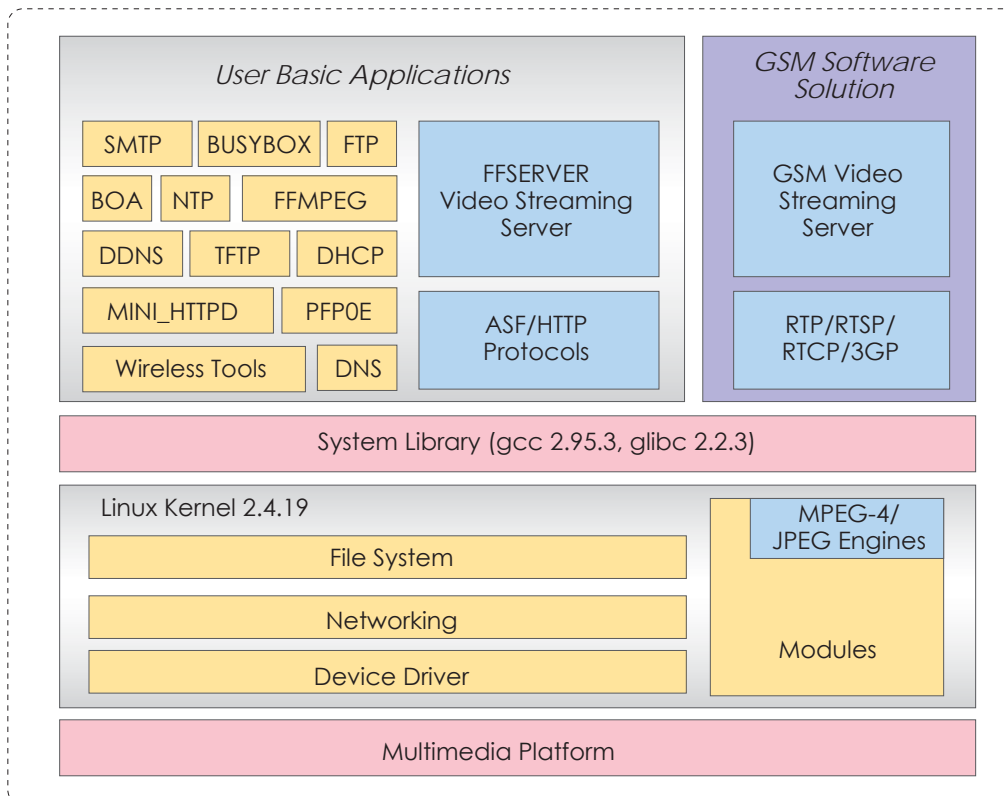 User Basic Applications
SMTP
BUSYBOX
FTP
BOA
NTP
FFMPEG
DDNS
TFTP
DHCP
MINI_HTTPD
PFP0E
Wireless Tools
DNS
FFSERVER
Video Streaming
Server
ASF/HTTP
Protocols
GSM Software
Solution
GSM Video
Streaming
Server
RTP/RTSP/
RTCP/3GP
System Library (gcc 2.95.3, glibc 2.2.3)
Linux Kernel 2.4.19
File System
Networking
Device Driver
MPEG-4/
JPEG Engines
Modules
Multimedia Platform